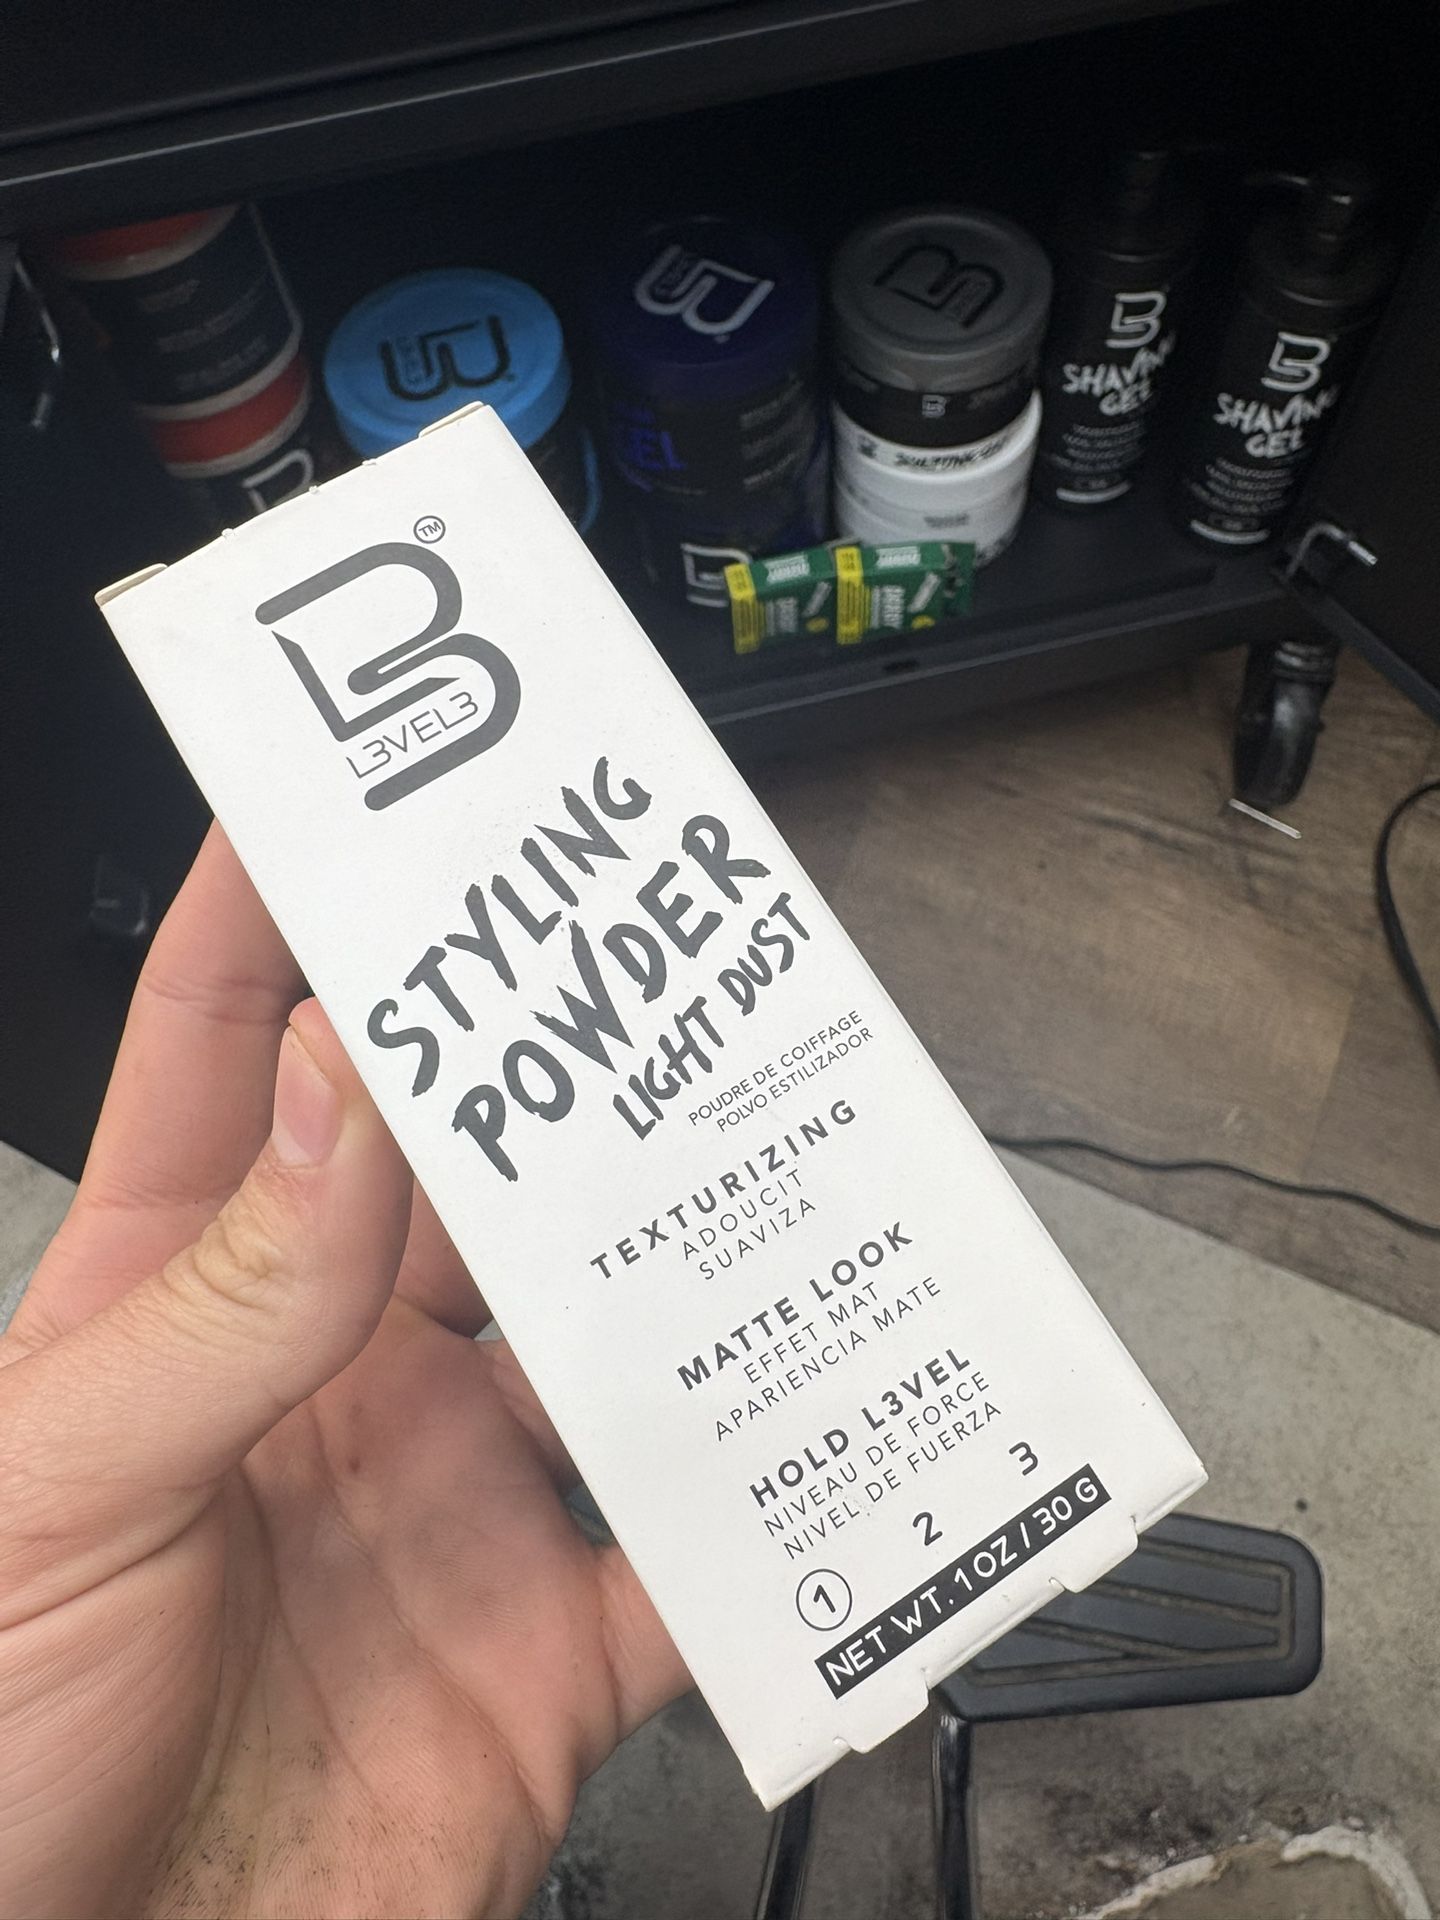 TM
L3VEL3
STYLING
POWDER
LIGHT DUST
POUDRE DE COIFFAGE
POLVO ESTILIZADOR
TEXTURIZING
ADOUCIT
SUAVIZA
MATTE LOOK
EFFET MAT
APARIENCIA MATE
HOLD L3VEL
NIVEAU DE FORCE
NIVEL DE FUERZA
1 2 3
NET WT. 1 OZ / 30 G
SHAVING
GEL
SHAVING
GEL